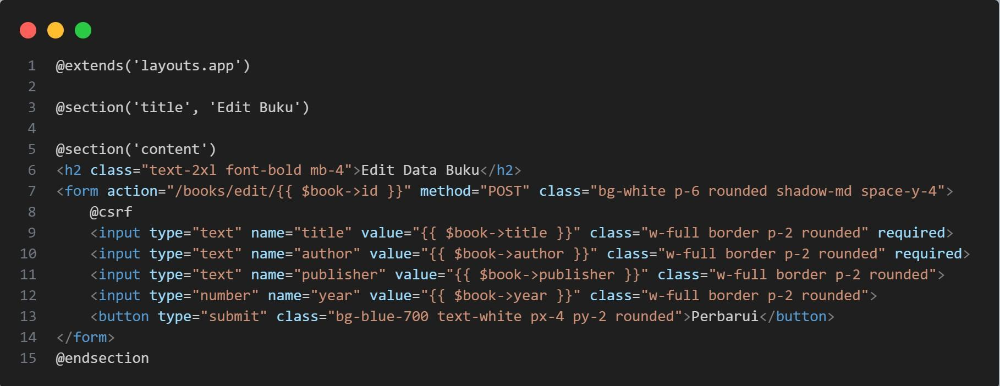 1 @extends('layouts.app')
2
3 @section('title', 'Edit Buku')
4
5 @section('content')
6 <h2 class="text-2xl font-bold mb-4">Edit Data Buku</h2>
7 <form action="/books/edit/{{ $book->id }}" method="POST" class="bg-white p-6 rounded shadow-md space-y-4">
8     @csrf
9     <input type="text" name="title" value="{{ $book->title }}" class="w-full border p-2 rounded" required>
10     <input type="text" name="author" value="{{ $book->author }}" class="w-full border p-2 rounded" required>
11     <input type="text" name="publisher" value="{{ $book->publisher }}" class="w-full border p-2 rounded">
12     <input type="number" name="year" value="{{ $book->year }}" class="w-full border p-2 rounded">
13     <button type="submit" class="bg-blue-700 text-white px-4 py-2 rounded">Perbarui</button>
14 </form>
15 @endsection